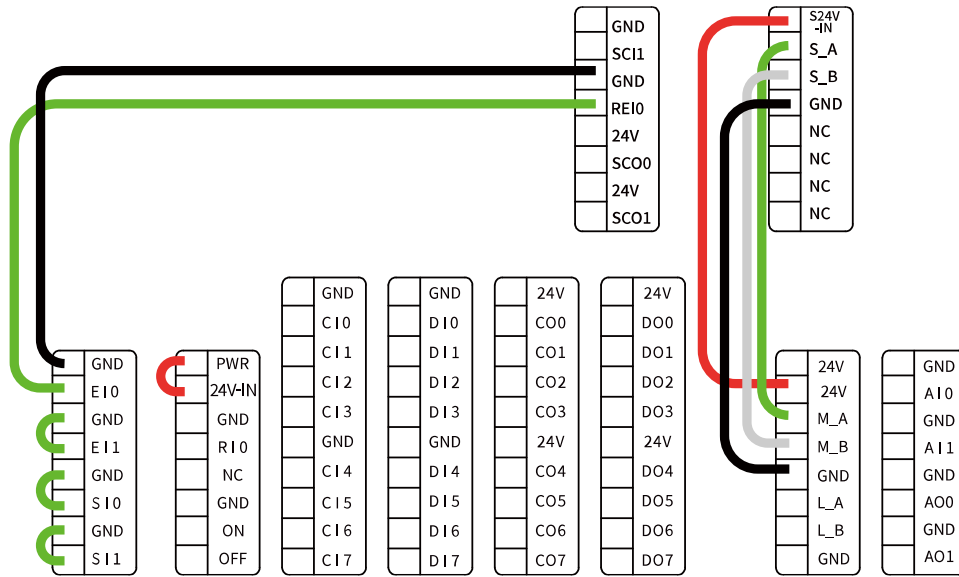 GND
SCI1
GND
REI0
24V
SCO0
24V
SCO1
S24V
-IN
S_A
S_B
GND
NC
NC
NC
NC
GND
EI0
GND
EI1
GND
SI0
GND
SI1
PWR
24V-IN
GND
RI0
NC
GND
ON
OFF
GND
CI0
CI1
CI2
CI3
GND
CI4
CI5
CI6
CI7
GND
DI0
DI1
DI2
DI3
GND
DI4
DI5
DI6
DI7
24V
CO0
CO1
CO2
CO3
24V
CO4
CO5
CO6
CO7
24V
DO0
DO1
DO2
DO3
24V
DO4
DO5
DO6
DO7
24V
24V
M_A
M_B
GND
L_A
L_B
GND
GND
AI0
GND
AI1
GND
AO0
GND
AO1